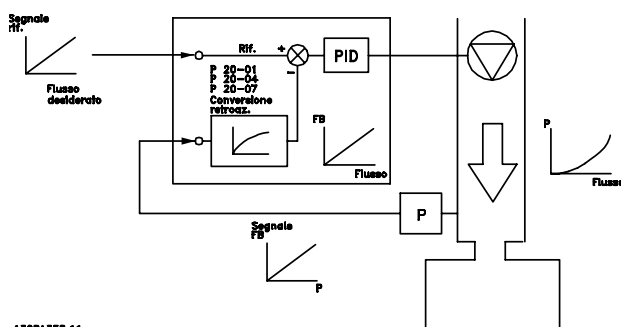 Segnale
rif.
Flusso
desiderato
Rif.
+
−
PID
P 20-01
P 20-04
P 20-07
Conversione
retroaz.
FB
Flusso
P
Flusso
P
Segnale
FB
P